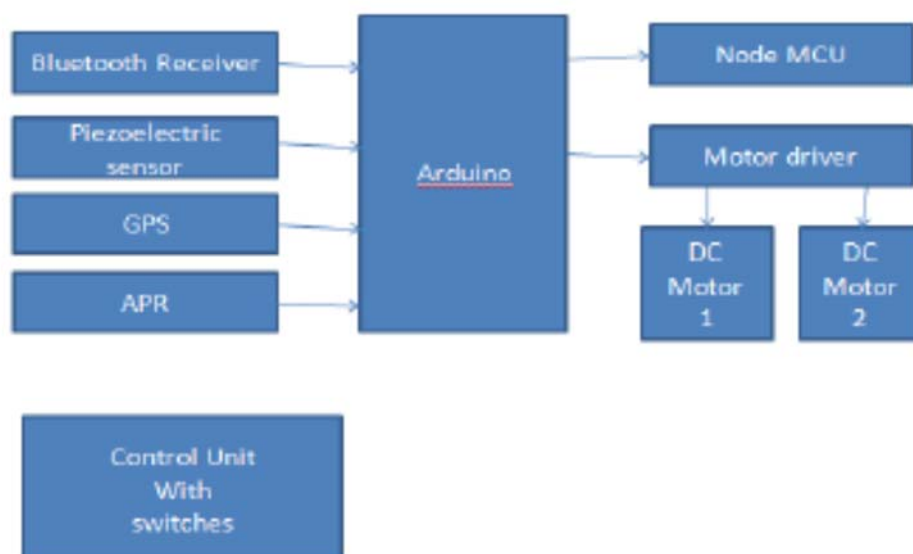 Bluetooth Receiver
Piezoelectric
sensor
GPS
APR
Arduino
Node MCU
Motor driver
DC
Motor
1
DC
Motor
2
Control Unit
With
switches